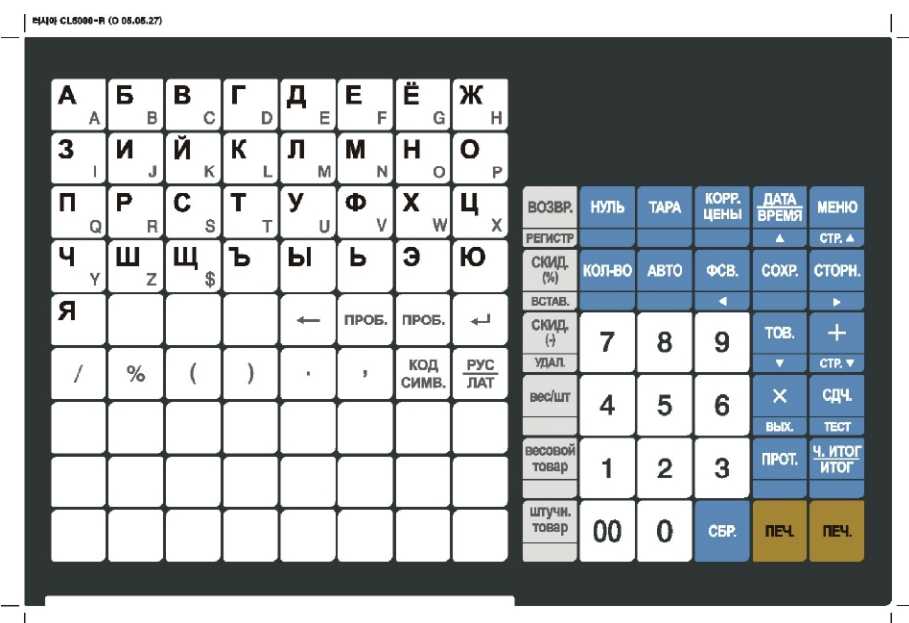 러시아 CL5000-R (O 05.05.27)
А A Б B В C Г D Д E Е F Ё G Ж H
З I И J Й K К L Л M М N Н O О P
П Q Р R С S Т T У U Ф V Х W Ц X
Ч Y Ш Z Щ $ Ъ Ы Ь Э Ю
Я ← ПРОБ. ПРОБ. ↵
/ % ( ) . , КОД СИМВ. РУС ЛАТ
ВОЗВР. НУЛЬ ТАРА КОРР. ЦЕНЫ ДАТА ВРЕМЯ МЕНЮ
РЕГИСТР ▲ СТР. ▲
СКИД. (%) КОЛ-ВО АВТО ФСВ. СОХР. СТОРН.
ВСТАВ. ◀ ▶
СКИД. (-) 7 8 9 ТОВ. +
УДАЛ. ▼ СТР. ▼
вес/шт 4 5 6 × СДЧ.
ВЫХ. ТЕСТ
весовой товар 1 2 3 ПРОТ. Ч. ИТОГ ИТОГ
штучн. товар 00 0 СБР. ПЕЧ. ПЕЧ.